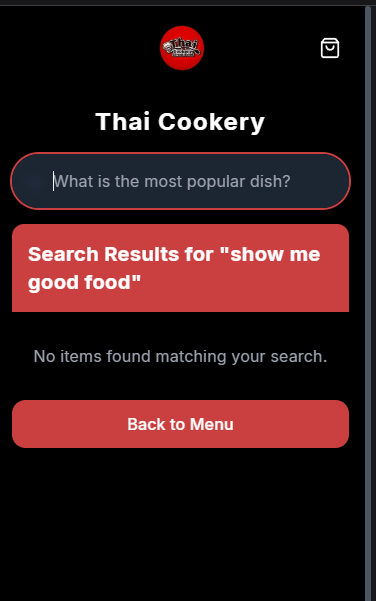 Thai
Thai Cookery
What is the most popular dish?
Search Results for "show me
good food"
No items found matching your search.
Back to Menu